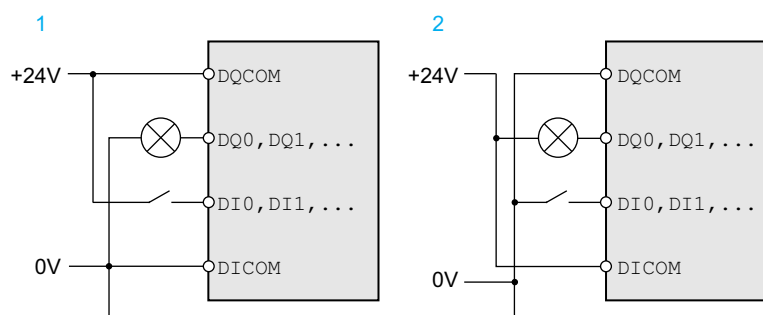 1
+24V
DQCOM
DQ0,DQ1,...
DI0,DI1,...
0V
DICOM
2
+24V
DQCOM
DQ0,DQ1,...
DI0,DI1,...
DICOM
0V